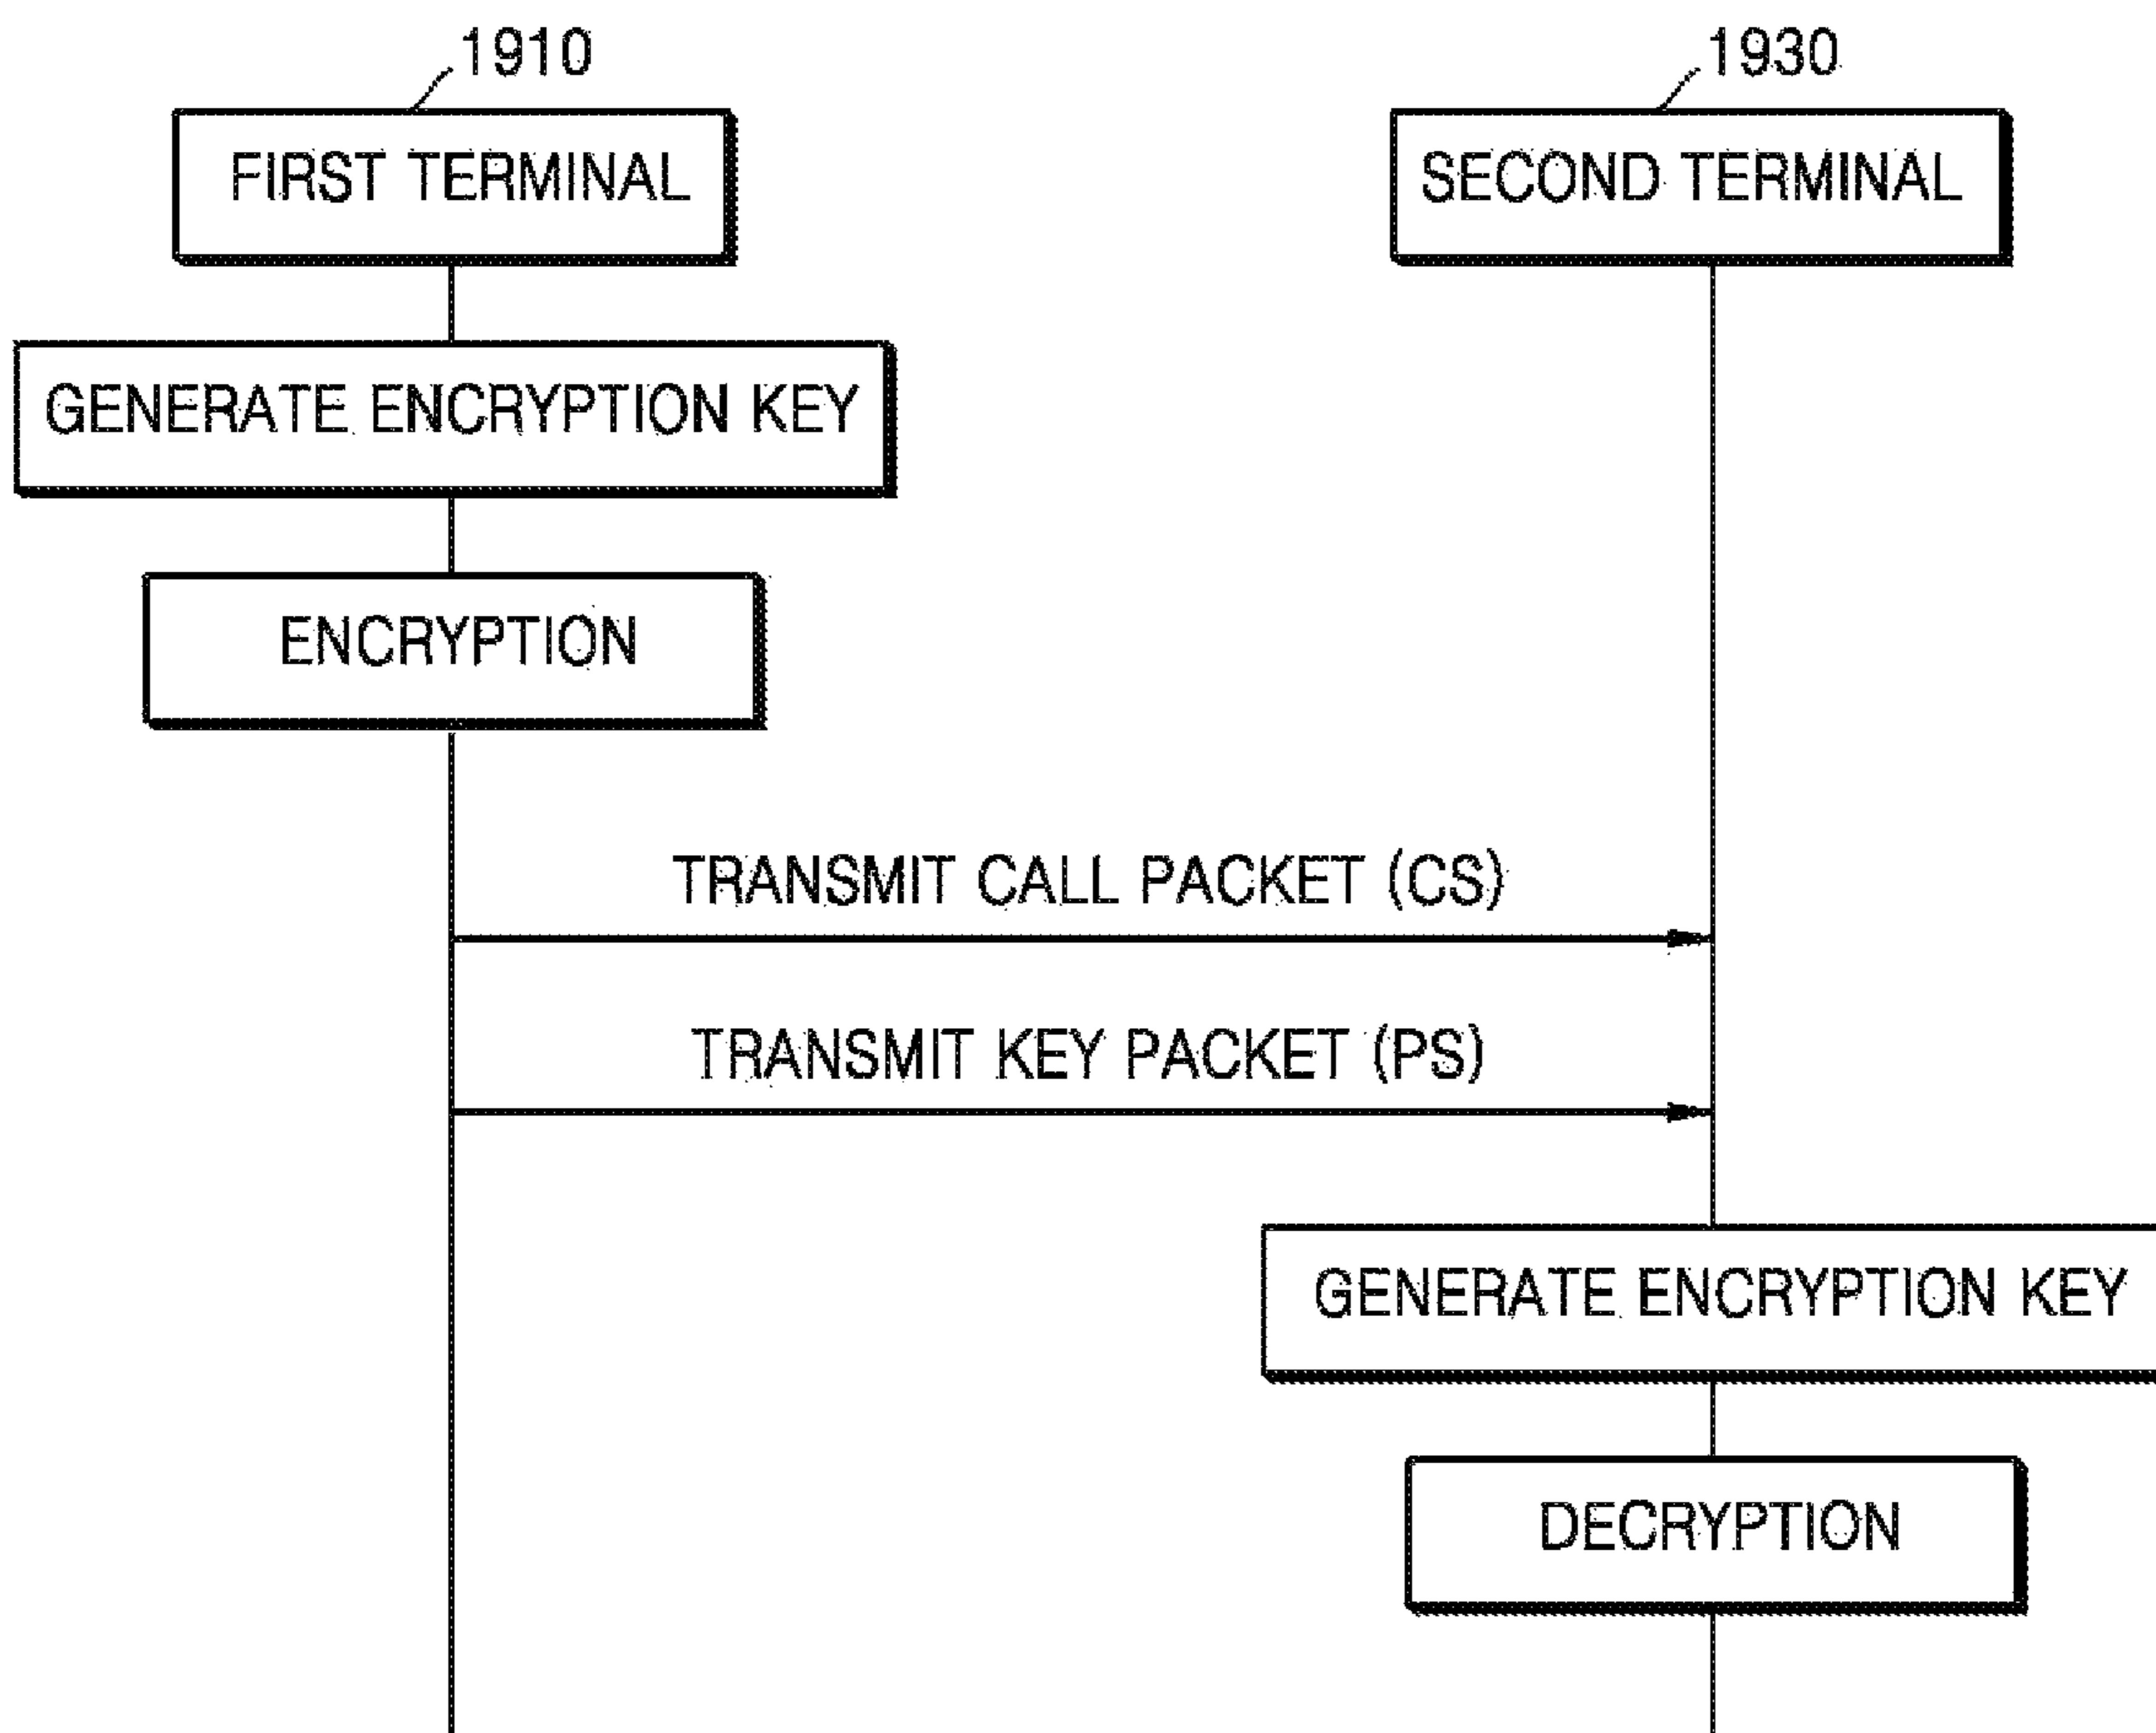 1910
1930
FIRST TERMINAL
SECOND TERMINAL
GENERATE ENCRYPTION KEY
ENCRYPTION
TRANSMIT CALL PACKET (CS)
TRANSMIT KEY PACKET (PS)
GENERATE ENCRYPTION KEY
DECRYPTION